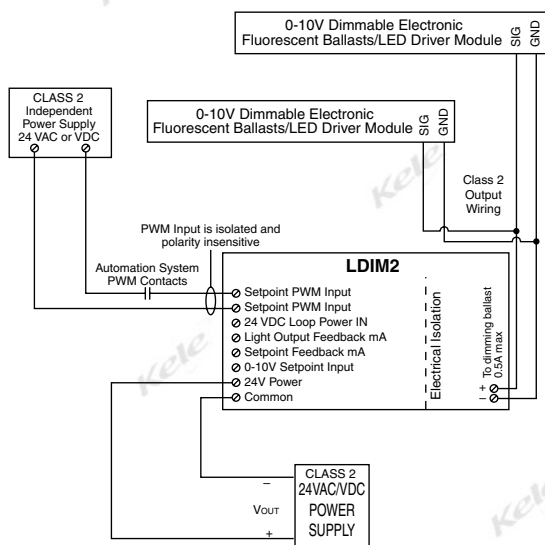 0-10V Dimmable Electronic
Fluorescent Ballasts/LED Driver Module
SIG
GND
CLASS 2
Independent
Power Supply
24 VAC or VDC
0-10V Dimmable Electronic
Fluorescent Ballasts/LED Driver Module
SIG
GND
Class 2
Output
Wiring
PWM Input is isolated and
polarity insensitive
Automation System
PWM Contacts
LDIM2
Setpoint PWM Input
Setpoint PWM Input
24 VDC Loop Power IN
Light Output Feedback mA
Setpoint Feedback mA
0-10V Setpoint Input
24V Power
Common
Electrical Isolation
To dimming ballast
0.5A max
+
–
CLASS 2
24VAC/VDC
POWER
SUPPLY
–
VOUT
+
Kele
Kele
Kele
Kele